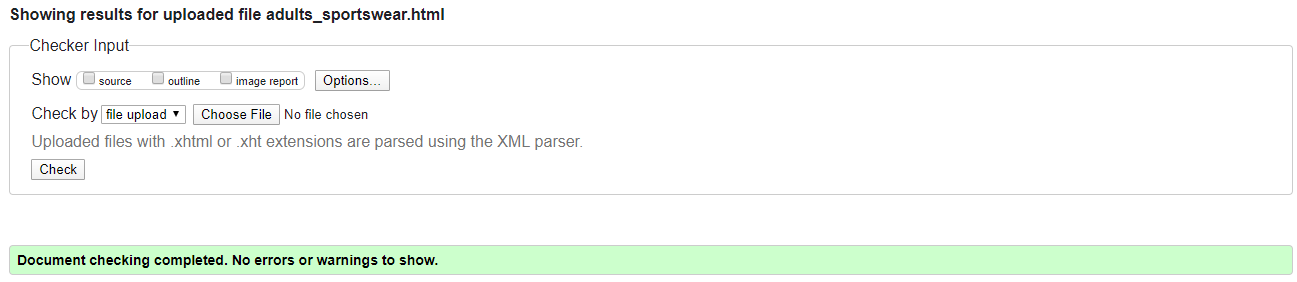 Showing results for uploaded file adults_sportswear.html
Checker Input
Show source outline image report Options...
Check by file upload Choose File No file chosen
Uploaded files with .xhtml or .xht extensions are parsed using the XML parser.
Check
Document checking completed. No errors or warnings to show.